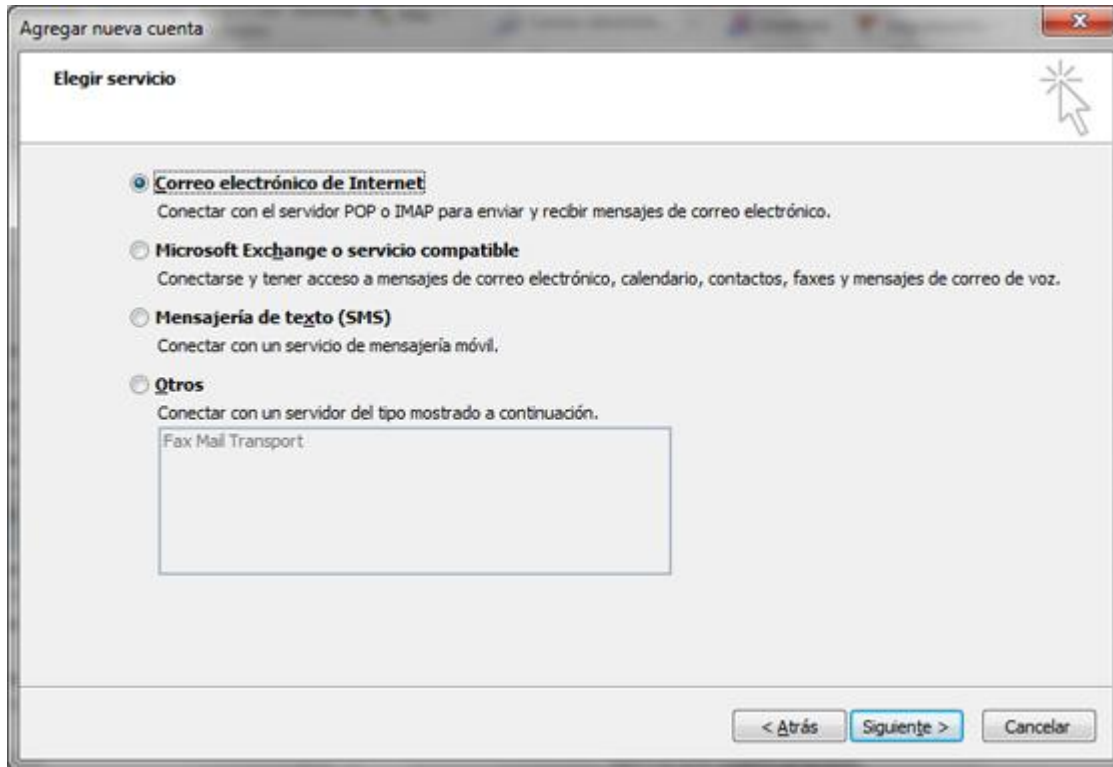 Agregar nueva cuenta
Elegir servicio
Correo electrónico de Internet
Conectar con el servidor POP o IMAP para enviar y recibir mensajes de correo electrónico.
Microsoft Exchange o servicio compatible
Conectarse y tener acceso a mensajes de correo electrónico, calendario, contactos, faxes y mensajes de correo de voz.
Mensajería de texto (SMS)
Conectar con un servicio de mensajería móvil.
Otros
Conectar con un servidor del tipo mostrado a continuación.
Fax Mail Transport
< Atrás Siguiente > Cancelar